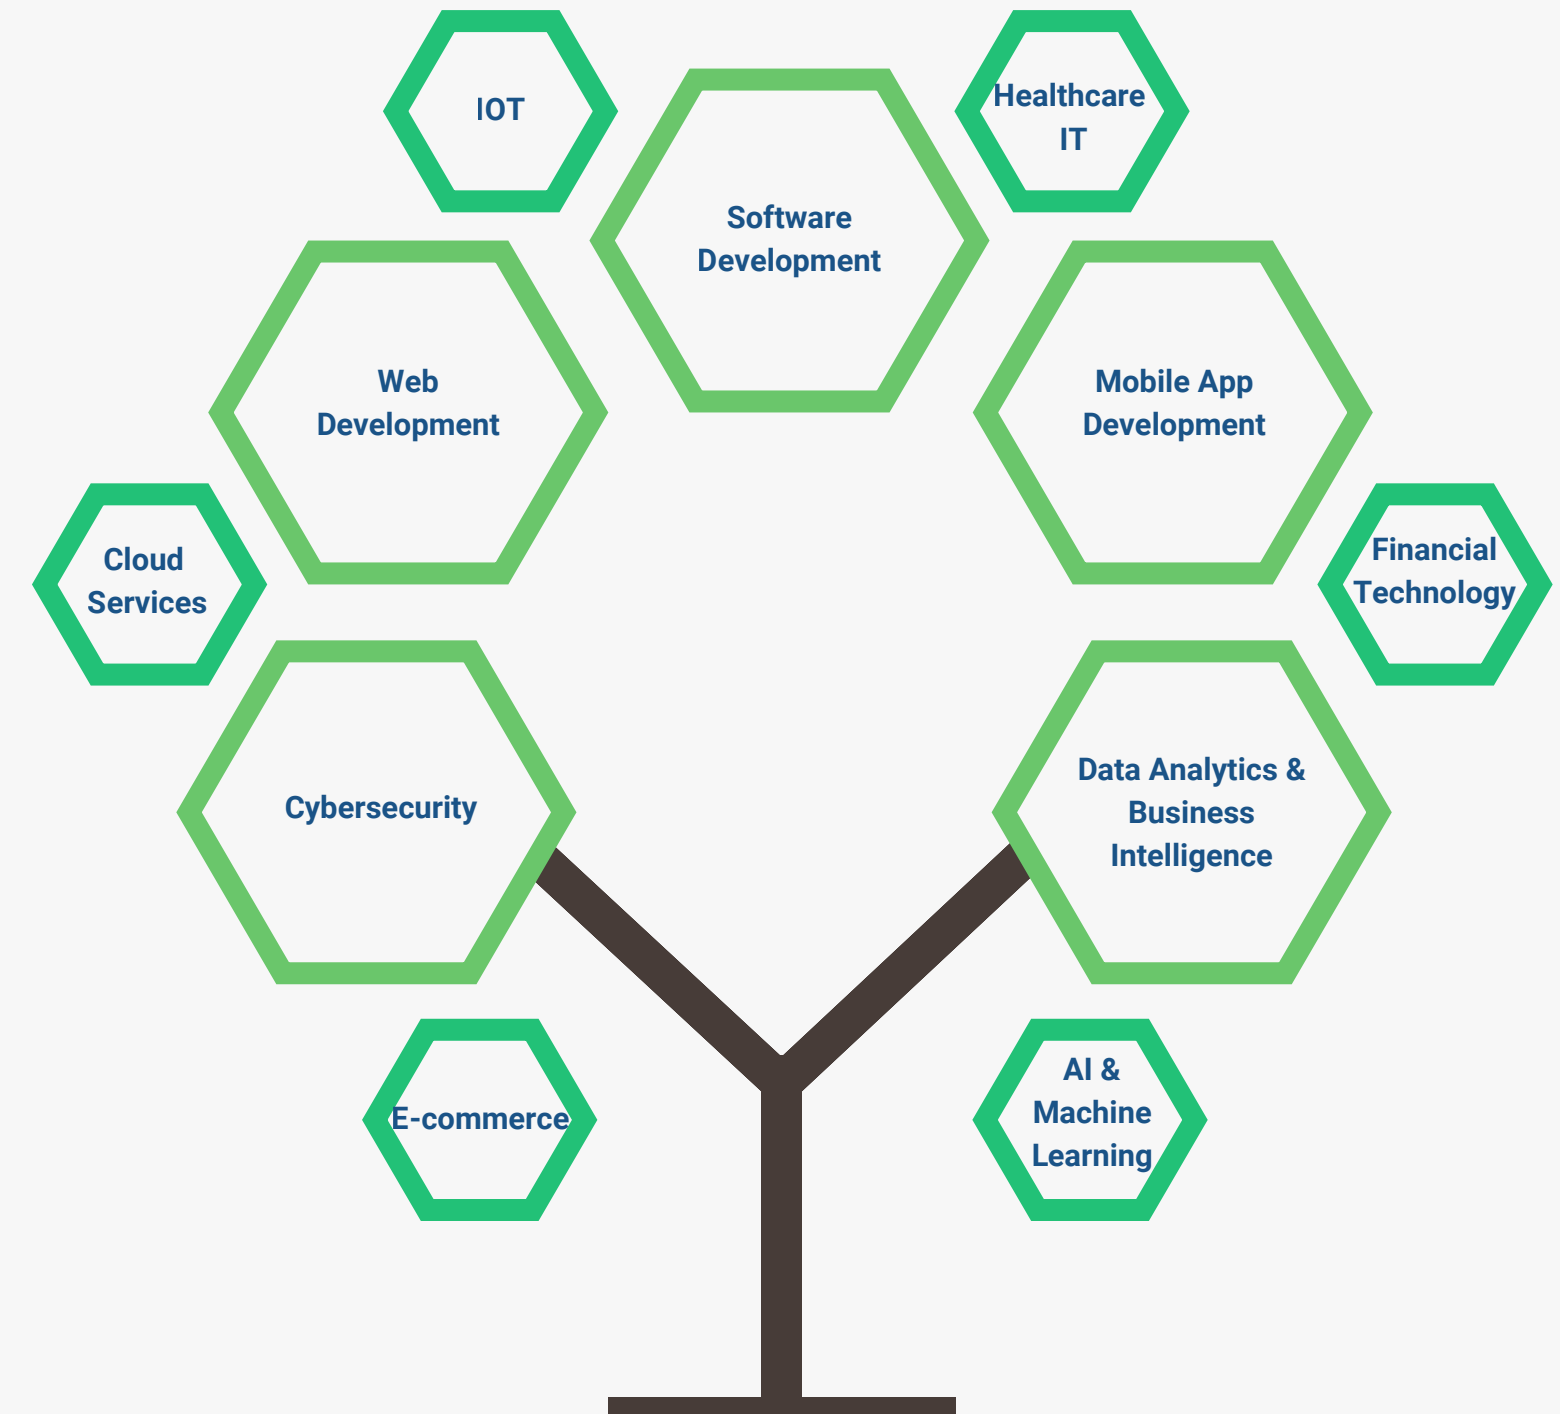 IOT
Healthcare
IT
Software
Development
Web
Development
Mobile App
Development
Cloud
Services
Financial
Technology
Cybersecurity
Data Analytics &
Business
Intelligence
E-commerce
AI &
Machine
Learning